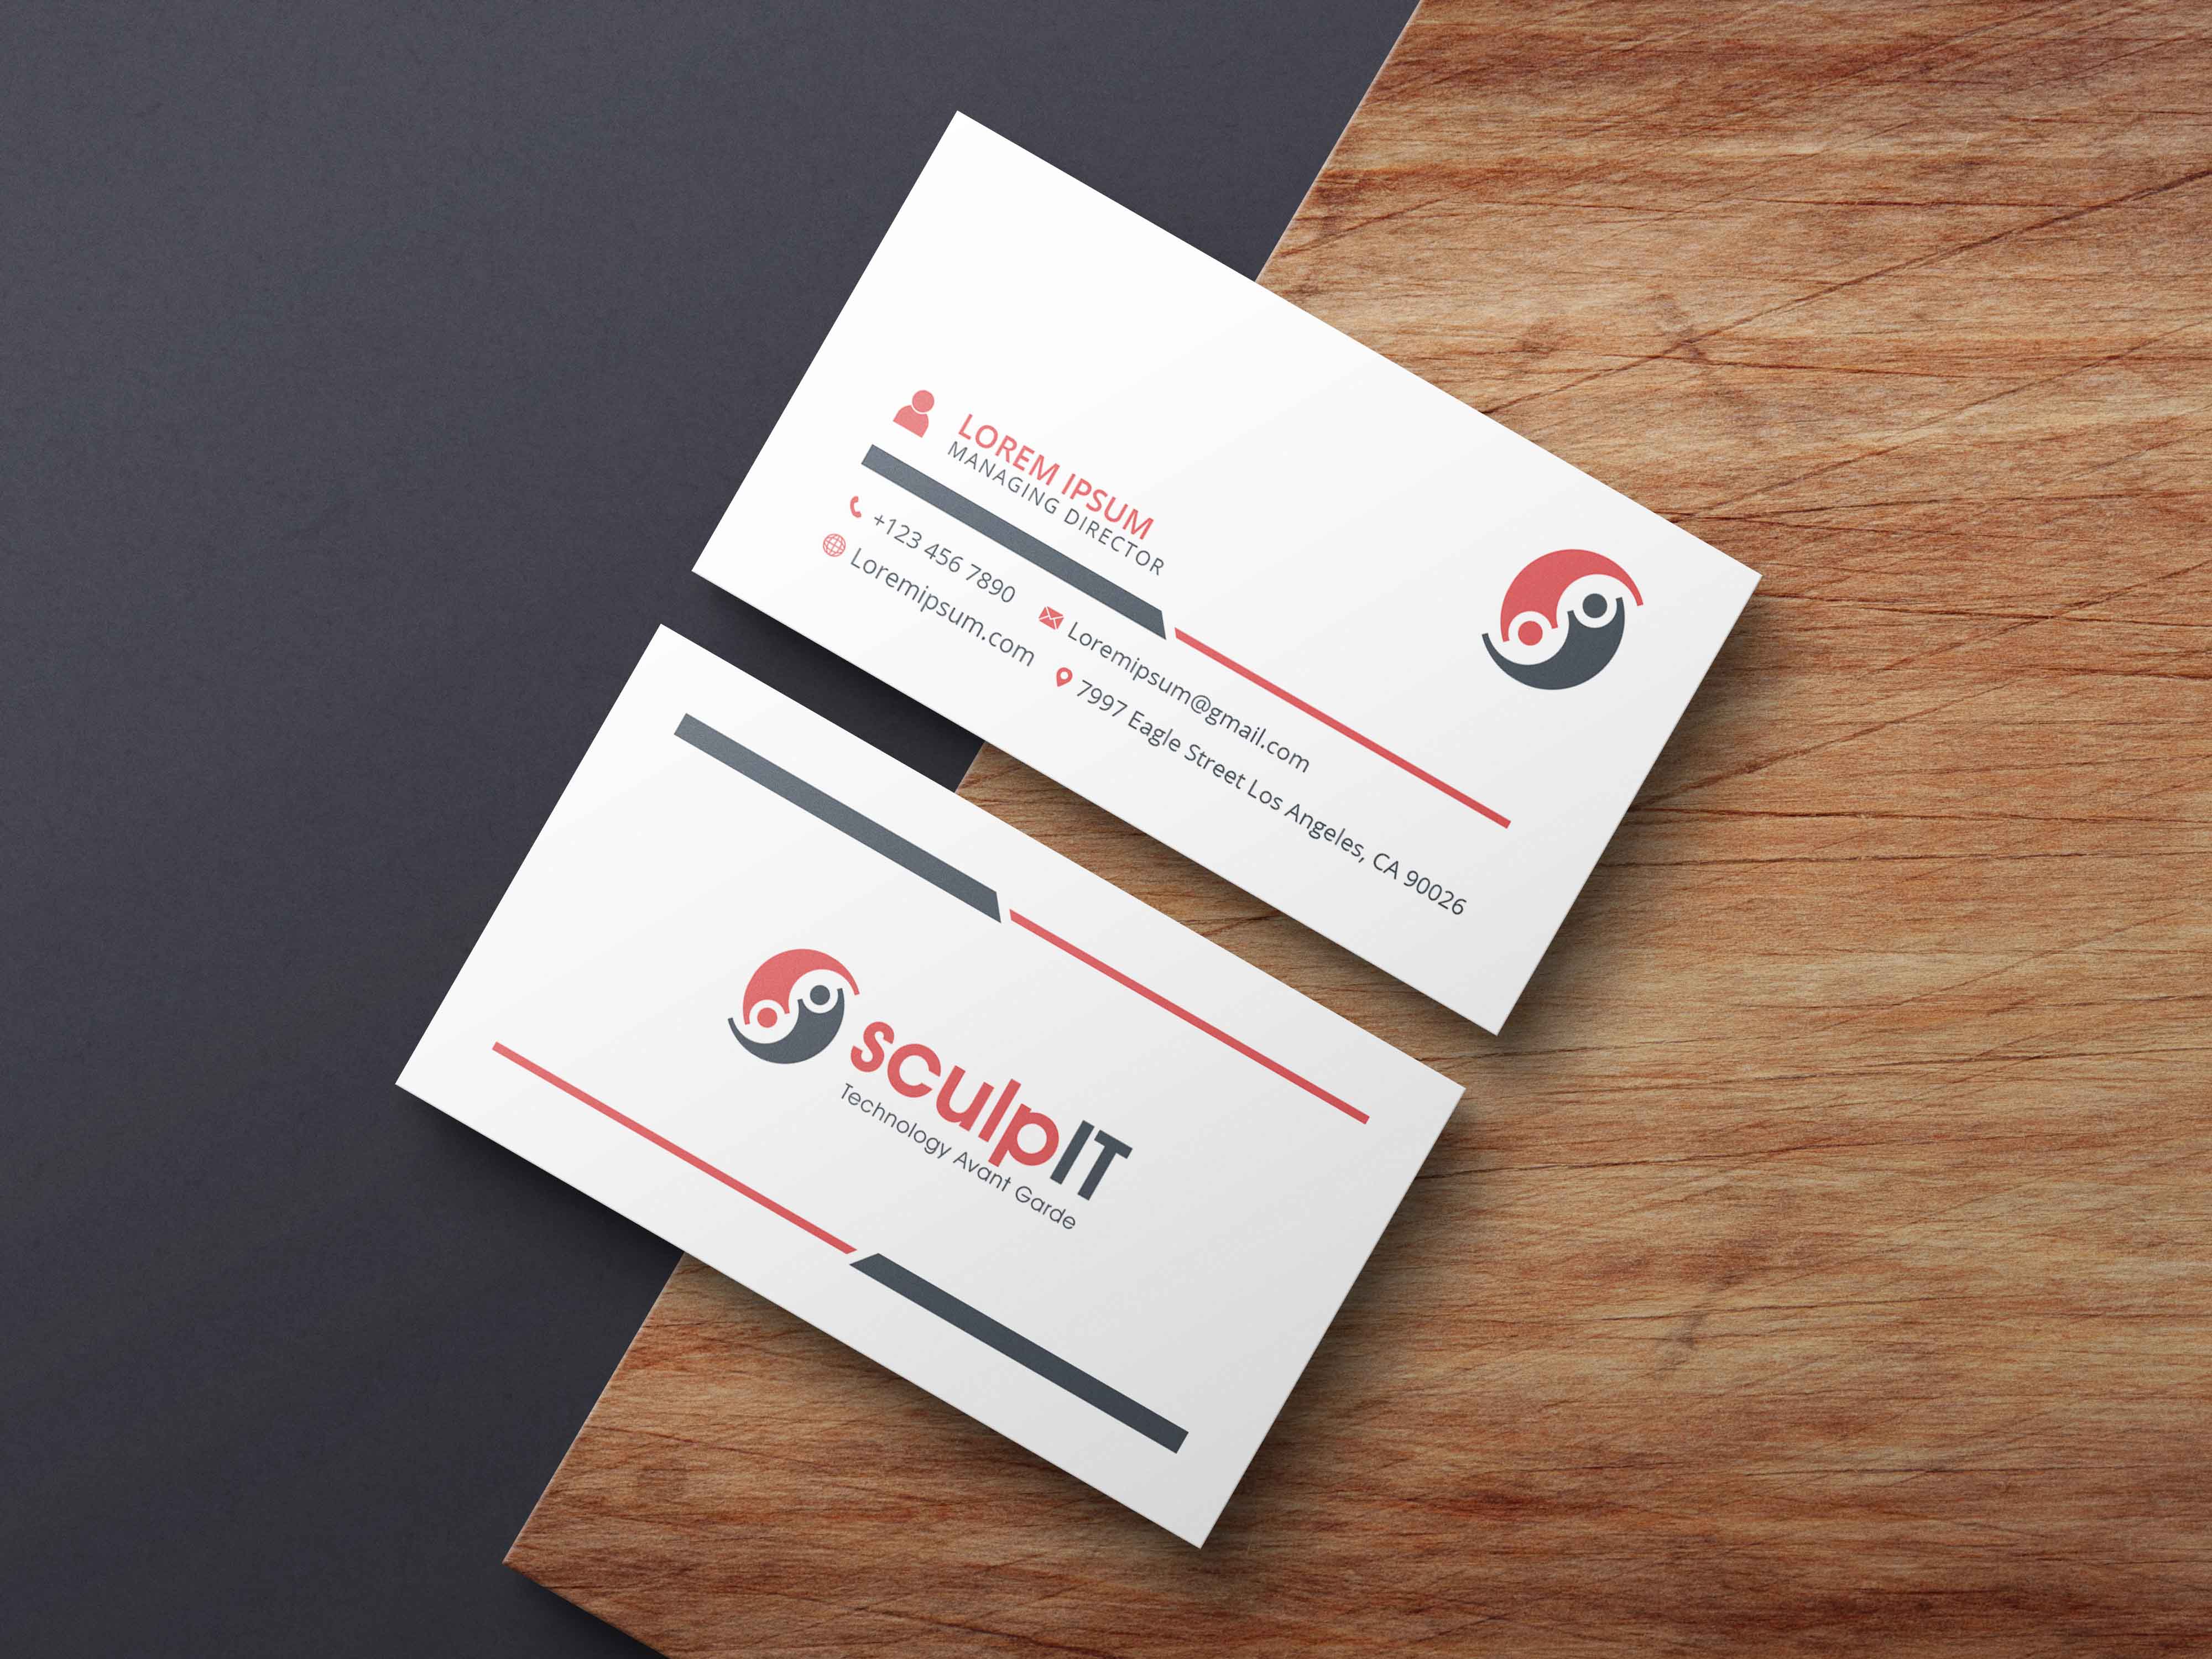 LOREM IPSUM
MANAGING DIRECTOR
+123 456 7890
Loremipsum@gmail.com
Loremipsum.com
7997 Eagle Street Los Angeles, CA 90026
sculpIT
Technology Avant Garde